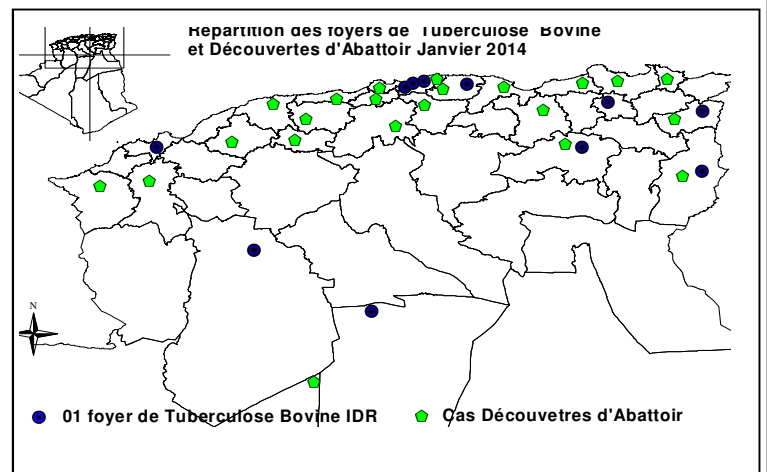 Répartition des foyers de Tuberculose Bovine
et Découvertes d'Abattoir Janvier 2014
N
01 foyer de Tuberculose Bovine IDR
Cas Découvetres d'Abattoir